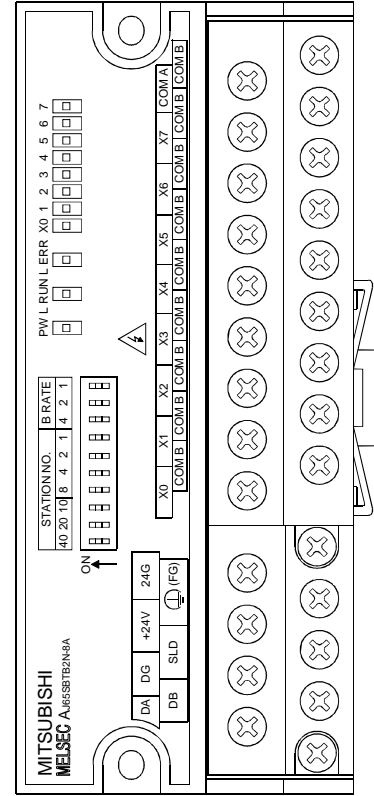 MITSUBISHI
MELSEC AJ65SBTB2N-8A
STATION NO. B RATE
40 20 10 8 4 2 1 4 2 1
ON
PW L RUN L ERR X0 1 2 3 4 5 6 7
DA DG +24V 24G
DB SLD (FG)
X0 X1 X2 X3 X4 X5 X6 X7 COM A
COM B COM B COM B COM B COM B COM B COM B COM B COM B